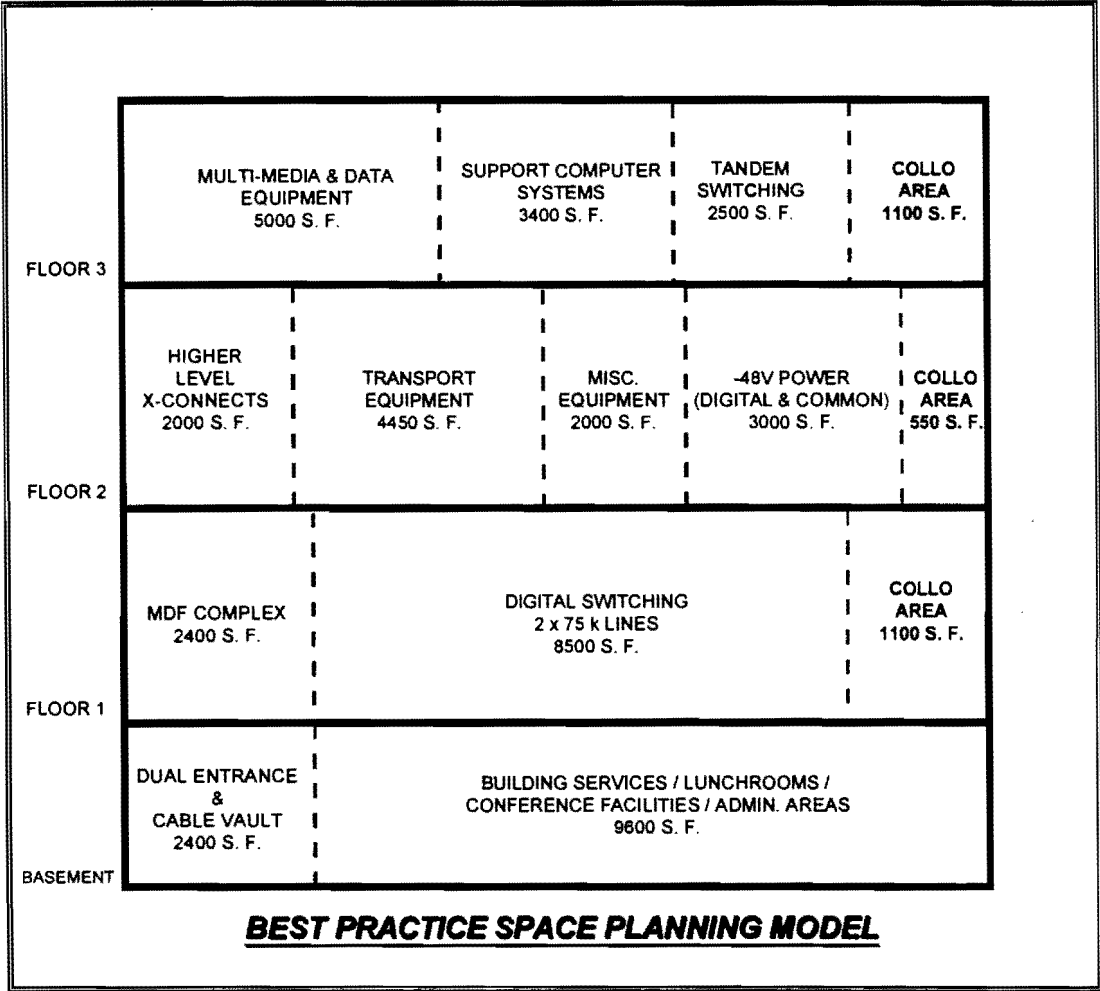 MULTI-MEDIA & DATA
EQUIPMENT
5000 S. F.
SUPPORT COMPUTER
SYSTEMS
3400 S. F.
TANDEM
SWITCHING
2500 S. F.
COLLO
AREA
1100 S. F.
FLOOR 3
HIGHER
LEVEL
X-CONNECTS
2000 S. F.
TRANSPORT
EQUIPMENT
4450 S. F.
MISC.
EQUIPMENT
2000 S. F.
-48V POWER
(DIGITAL & COMMON)
3000 S. F.
COLLO
AREA
550 S. F.
FLOOR 2
MDF COMPLEX
2400 S. F.
DIGITAL SWITCHING
2 x 75 k LINES
8500 S. F.
COLLO
AREA
1100 S. F.
FLOOR 1
DUAL ENTRANCE
&
CABLE VAULT
2400 S. F.
BUILDING SERVICES / LUNCHROOMS /
CONFERENCE FACILITIES / ADMIN. AREAS
9600 S. F.
BASEMENT
BEST PRACTICE SPACE PLANNING MODEL